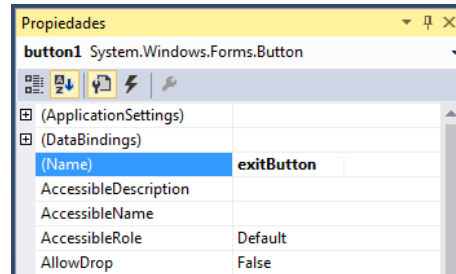 Propiedades
button1 System.Windows.Forms.Button
(ApplicationSettings)
(DataBindings)
(Name) exitButton
AccessibleDescription
AccessibleName
AccessibleRole Default
AllowDrop False